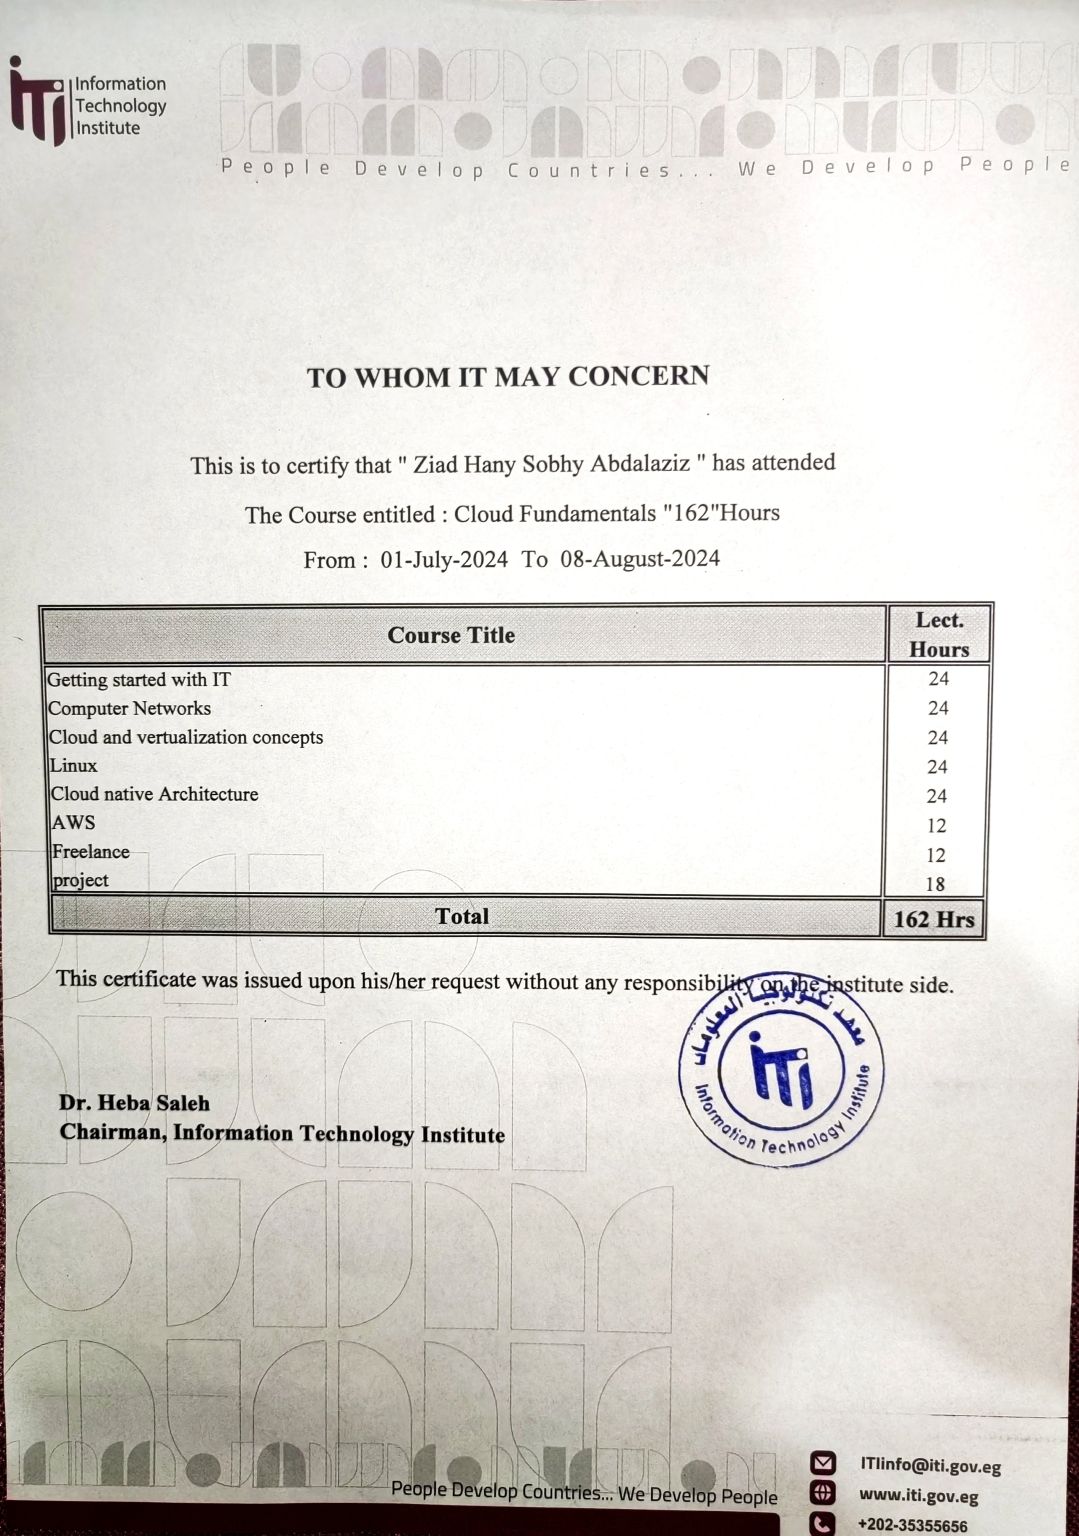 iTi
Information
Technology
Institute
People Develop Countries... We Develop People
TO WHOM IT MAY CONCERN
This is to certify that " Ziad Hany Sobhy Abdalaziz " has attended
The Course entitled : Cloud Fundamentals "162"Hours
From : 01-July-2024 To 08-August-2024
Course Title Lect. Hours
Getting started with IT 24
Computer Networks 24
Cloud and vertualization concepts 24
Linux 24
Cloud native Architecture 24
AWS 12
Freelance 12
project 18
Total 162 Hrs
This certificate was issued upon his/her request without any responsibility on the institute side.
معهد تكنولوجيا المعلومات
iTi
Information Technology Institute
Dr. Heba Saleh
Chairman, Information Technology Institute
People Develop Countries... We Develop People
ITIinfo@iti.gov.eg
www.iti.gov.eg
+202-35355656